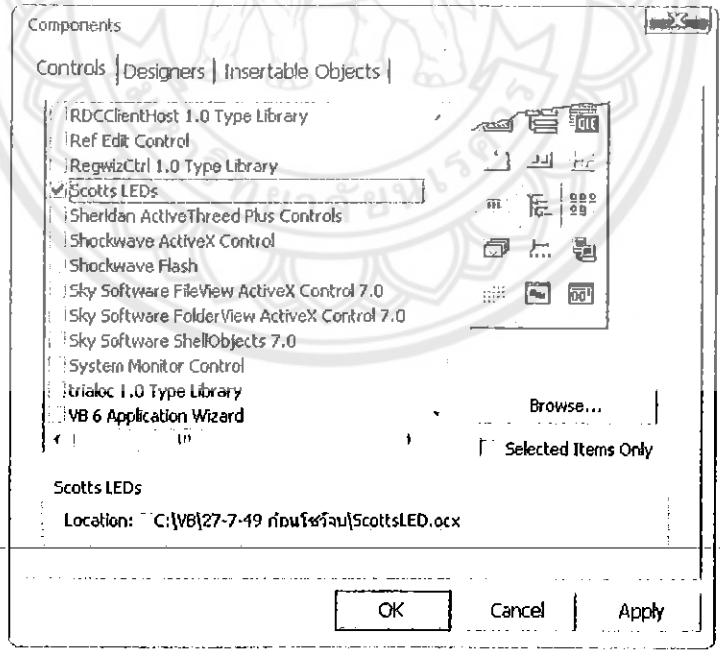 Components
Controls Designers Insertable Objects
RDCClientHost 1.0 Type Library
Ref Edit Control
RegwizCtrl 1.0 Type Library
Scotts LEDs
Sheridan ActiveThreed Plus Controls
Shockwave ActiveX Control
Shockwave Flash
Sky Software FileView ActiveX Control 7.0
Sky Software FolderView ActiveX Control 7.0
Sky Software ShellObjects 7.0
System Monitor Control
trialoc 1.0 Type Library
VB 6 Application Wizard
Browse...
Selected Items Only
Scotts LEDs
Location: C:\VB\27-7-49 ก่อนโชว์จบ\ScottsLED.ocx
OK Cancel Apply